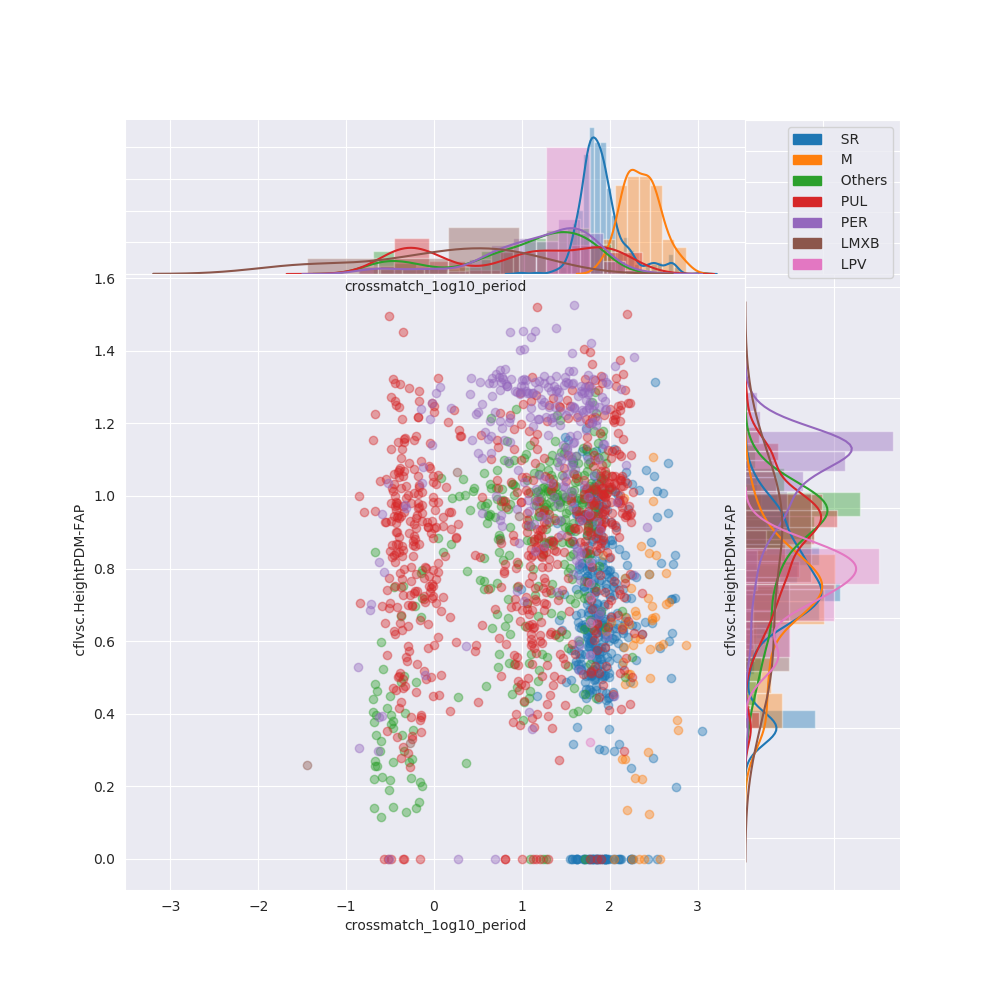 SR
M
Others
PUL
PER
LMXB
LPV
crossmatch_1og10_period
1.6
1.4
1.2
1.0
0.8
0.6
0.4
0.2
0.0
cflvsc.HeightPDM-FAP
cflvsc.HeightPDM-FAP
−3 −2 −1 0 1 2 3
crossmatch_1og10_period